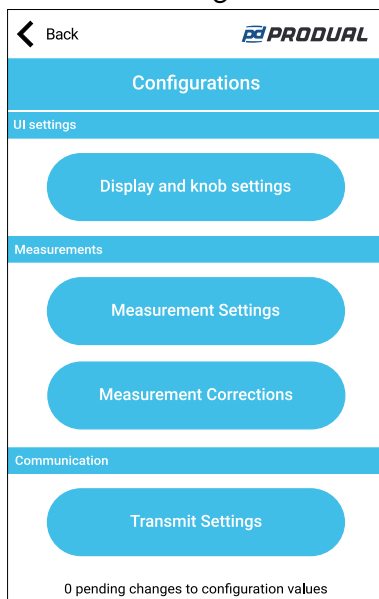 Back
pd PRODUAL
Configurations
UI settings
Display and knob settings
Measurements
Measurement Settings
Measurement Corrections
Communication
Transmit Settings
0 pending changes to configuration values